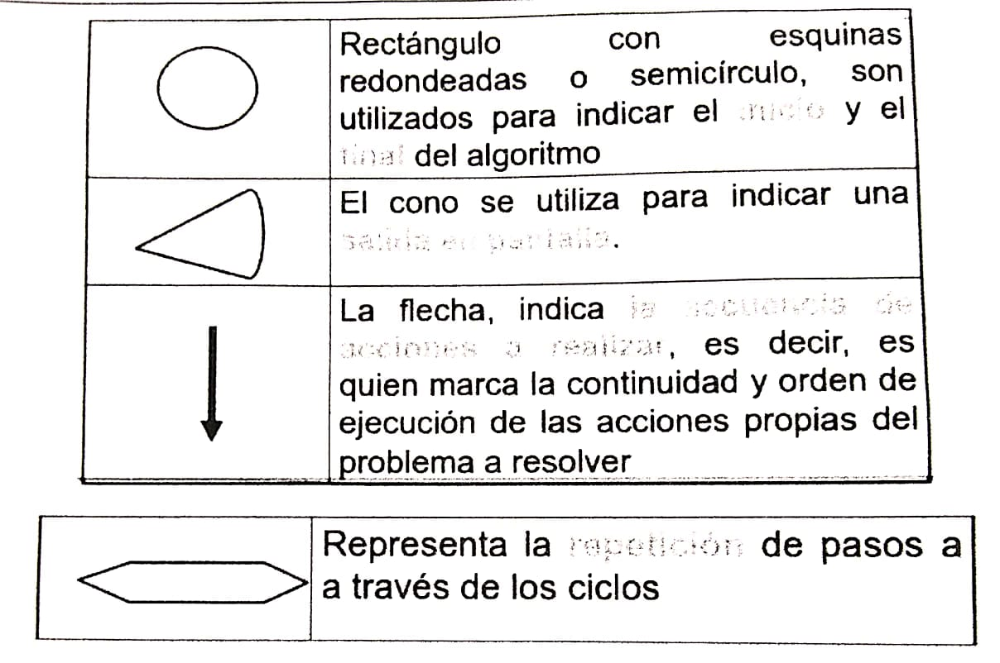 Rectángulo con esquinas
redondeadas o semicírculo, son
utilizados para indicar el inicio y el
final del algoritmo
El cono se utiliza para indicar una
salida en pantalla.
La flecha, indica la secuencia de
acciones a realizar, es decir, es
quien marca la continuidad y orden de
ejecución de las acciones propias del
problema a resolver
Representa la repetición de pasos a
a través de los ciclos